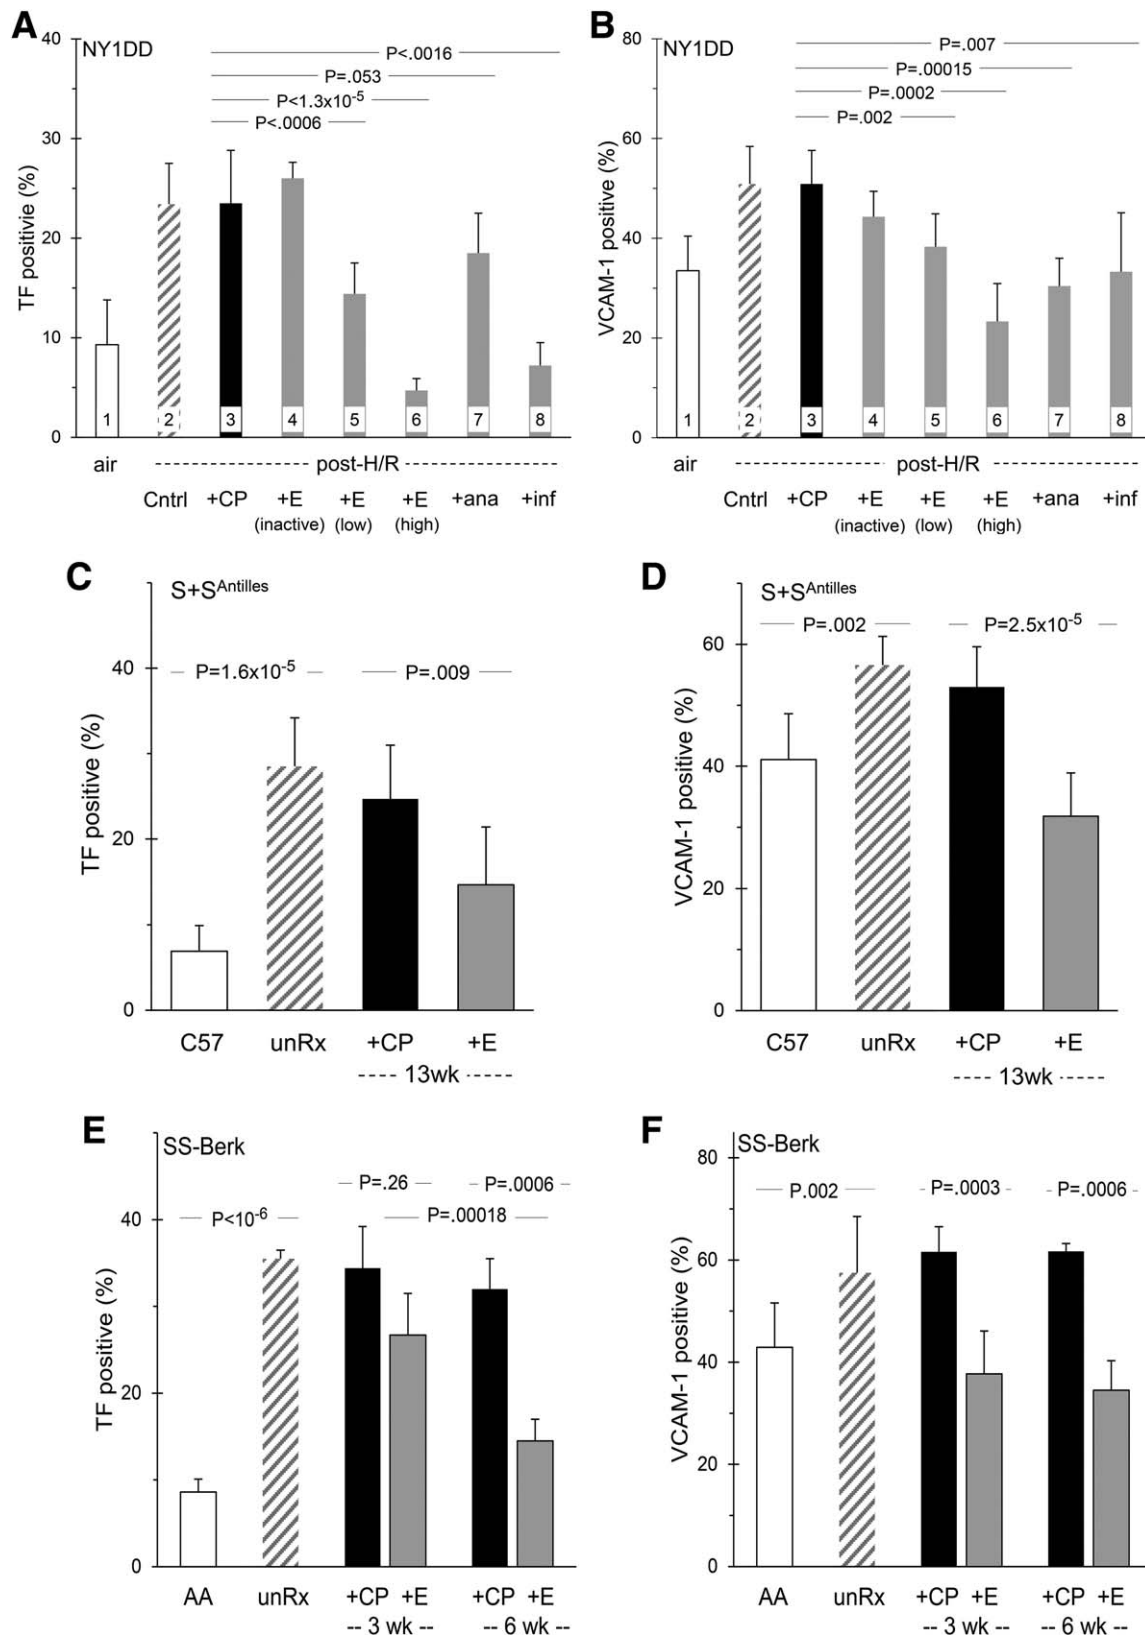 A
NY1DD
P<.0016
P=.053
P<1.3x10-5
P<.0006
TF positivie (%)
40
30
20
10
0
1 2 3 4 5 6 7 8
air post-H/R
Cntrl +CP +E +E +E +ana +inf
(inactive) (low) (high)
B
NY1DD
P=.007
P=.00015
P=.0002
P=.002
VCAM-1 positive (%)
80
60
40
20
0
1 2 3 4 5 6 7 8
air post-H/R
Cntrl +CP +E +E +E +ana +inf
(inactive) (low) (high)
C
S+SAntilles
P=1.6x10-5 P=.009
TF positive (%)
40
20
0
C57 unRx +CP +E
---- 13wk ----
D
S+SAntilles
P=.002 P=2.5x10-5
VCAM-1 positive (%)
60
40
20
0
C57 unRx +CP +E
---- 13wk ----
E
SS-Berk
P=.26 P=.0006
P<10-6 P=.00018
TF positive (%)
40
20
0
AA unRx +CP +E +CP +E
-- 3 wk -- -- 6 wk --
F
SS-Berk
P.002 P=.0003 P=.0006
VCAM-1 positive (%)
80
60
40
20
0
AA unRx +CP +E +CP +E
-- 3 wk -- -- 6 wk --